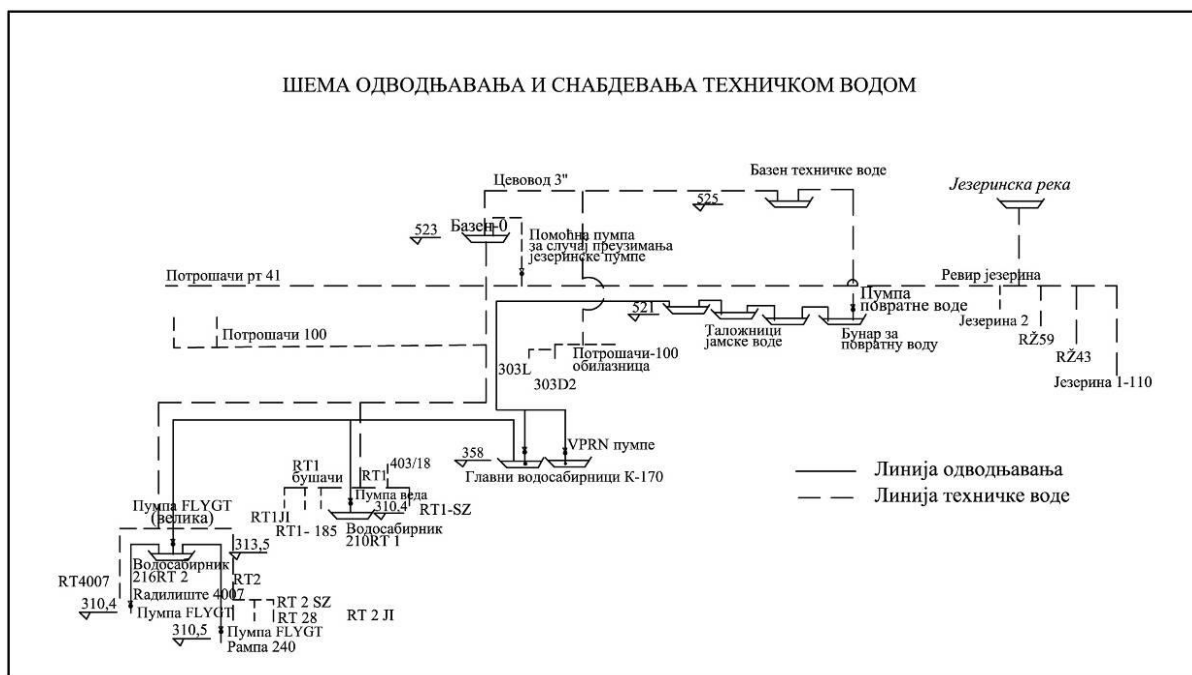 ШЕМА ОДВОДЊАВАЊА И СНАБДЕВАЊА ТЕХНИЧКОМ ВОДОМ
Цевовод 3"
Базен техничке воде
Језеринска река
525
523
Базен-0
Помоћна пумпа
за случај преузимања
језеринске пумпе
Потрошачи рт 41
Ревир језерина
Пумпа
повратне воде
521
Таложници
јамске воде
Бунар за
повратну воду
Језерина 2
RŽ59
RŽ43
Језерина 1-110
Потрошачи 100
Потрошачи-100
обилазница
303L
303D2
358
VPRN пумпе
Главни водосабирници К-170
Линија одводњавања
Линија техничке воде
RT1
бушачи
RT1
403/18
Пумпа веда
310,4
RT1-SZ
RT1JI
RT1- 185
Водосабирник
210RT 1
Пумпа FLYGT
(велика)
313,5
Водосабирник
216RT 2
RT4007
RT2
Rадилиште 4007
310,4
Пумпа FLYGT
RT 2 SZ
RT 28
RT 2 JI
310,5
Пумпа FLYGT
Рампа 240